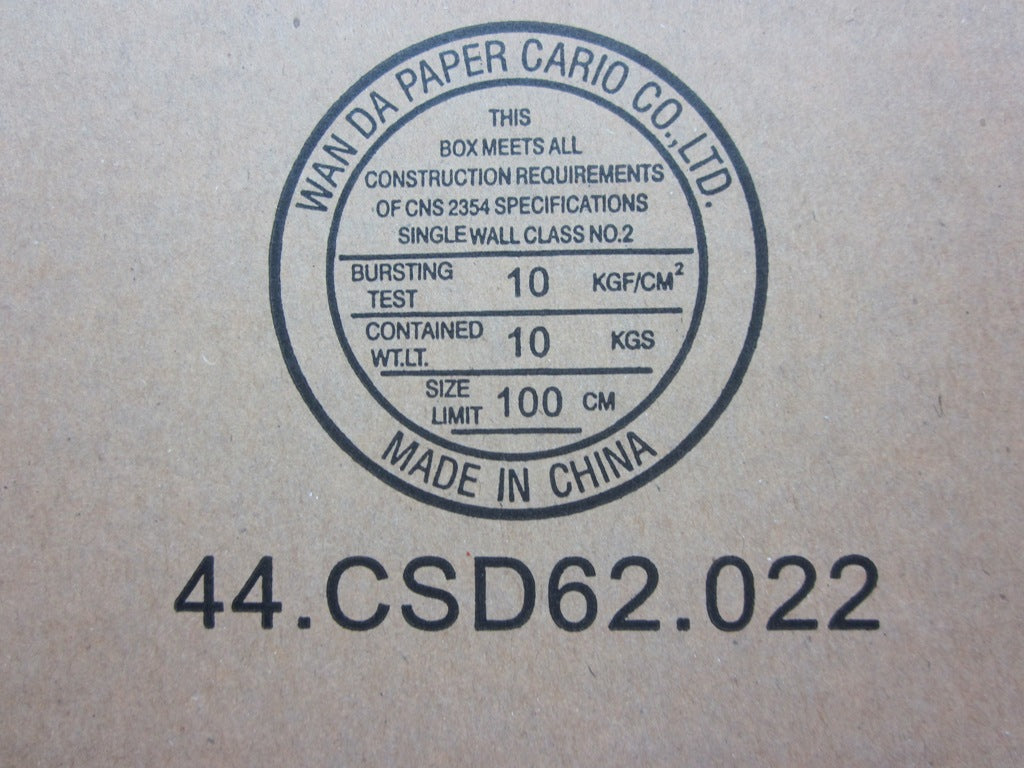 WAN DA PAPER CARIO CO.,LTD.
THIS
BOX MEETS ALL
CONSTRUCTION REQUIREMENTS
OF CNS 2354 SPECIFICATIONS
SINGLE WALL CLASS NO.2
BURSTING TEST 10 KGF/CM²
CONTAINED WT.LT. 10 KGS
SIZE LIMIT 100 CM
MADE IN CHINA
44.CSD62.022